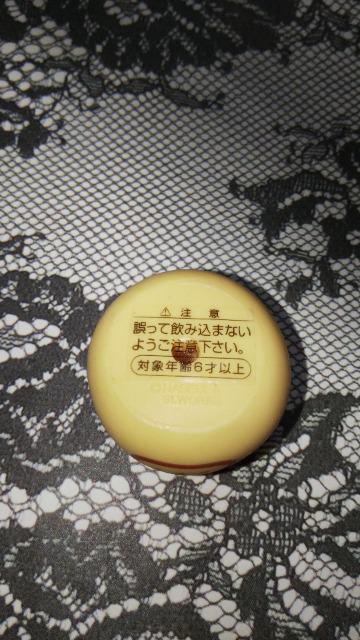 ⚠注意
誤って飲み込まない
ようご注意下さい。
対象年齢6才以上